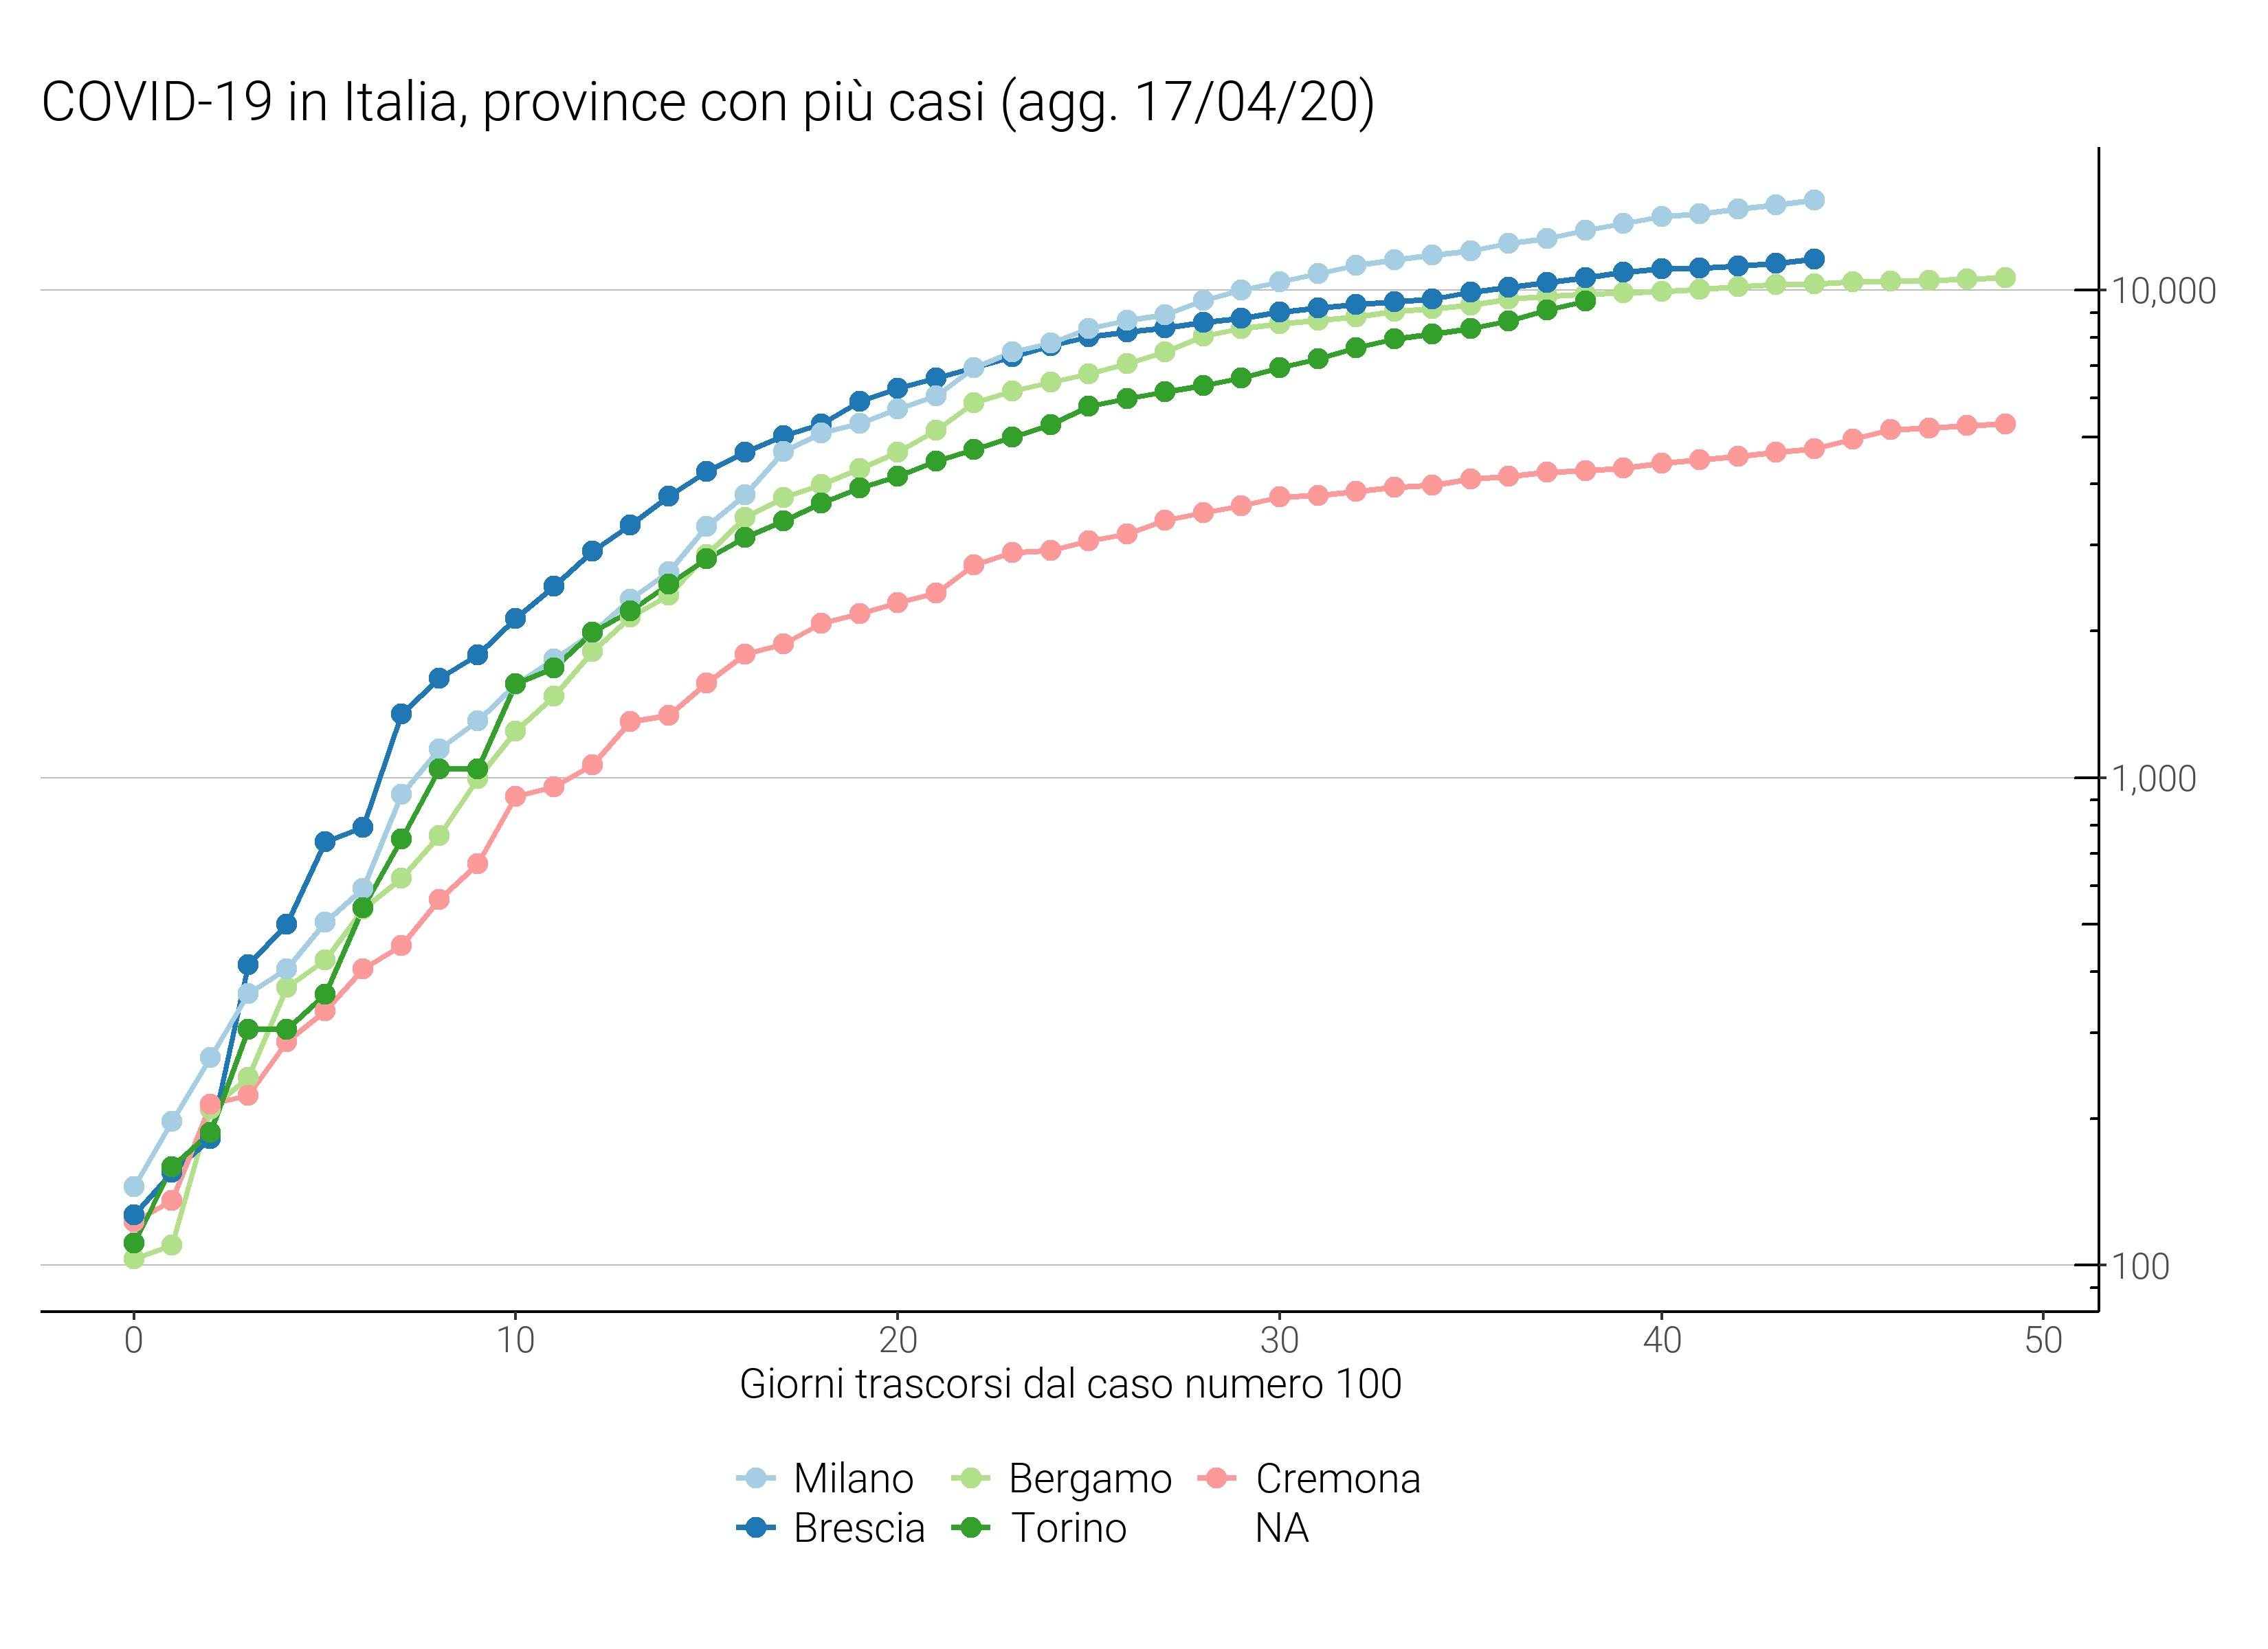 COVID-19 in Italia, province con più casi (agg. 17/04/20)
10,000
1,000
100
0 10 20 30 40 50
Giorni trascorsi dal caso numero 100
Milano Bergamo Cremona
Brescia Torino NA